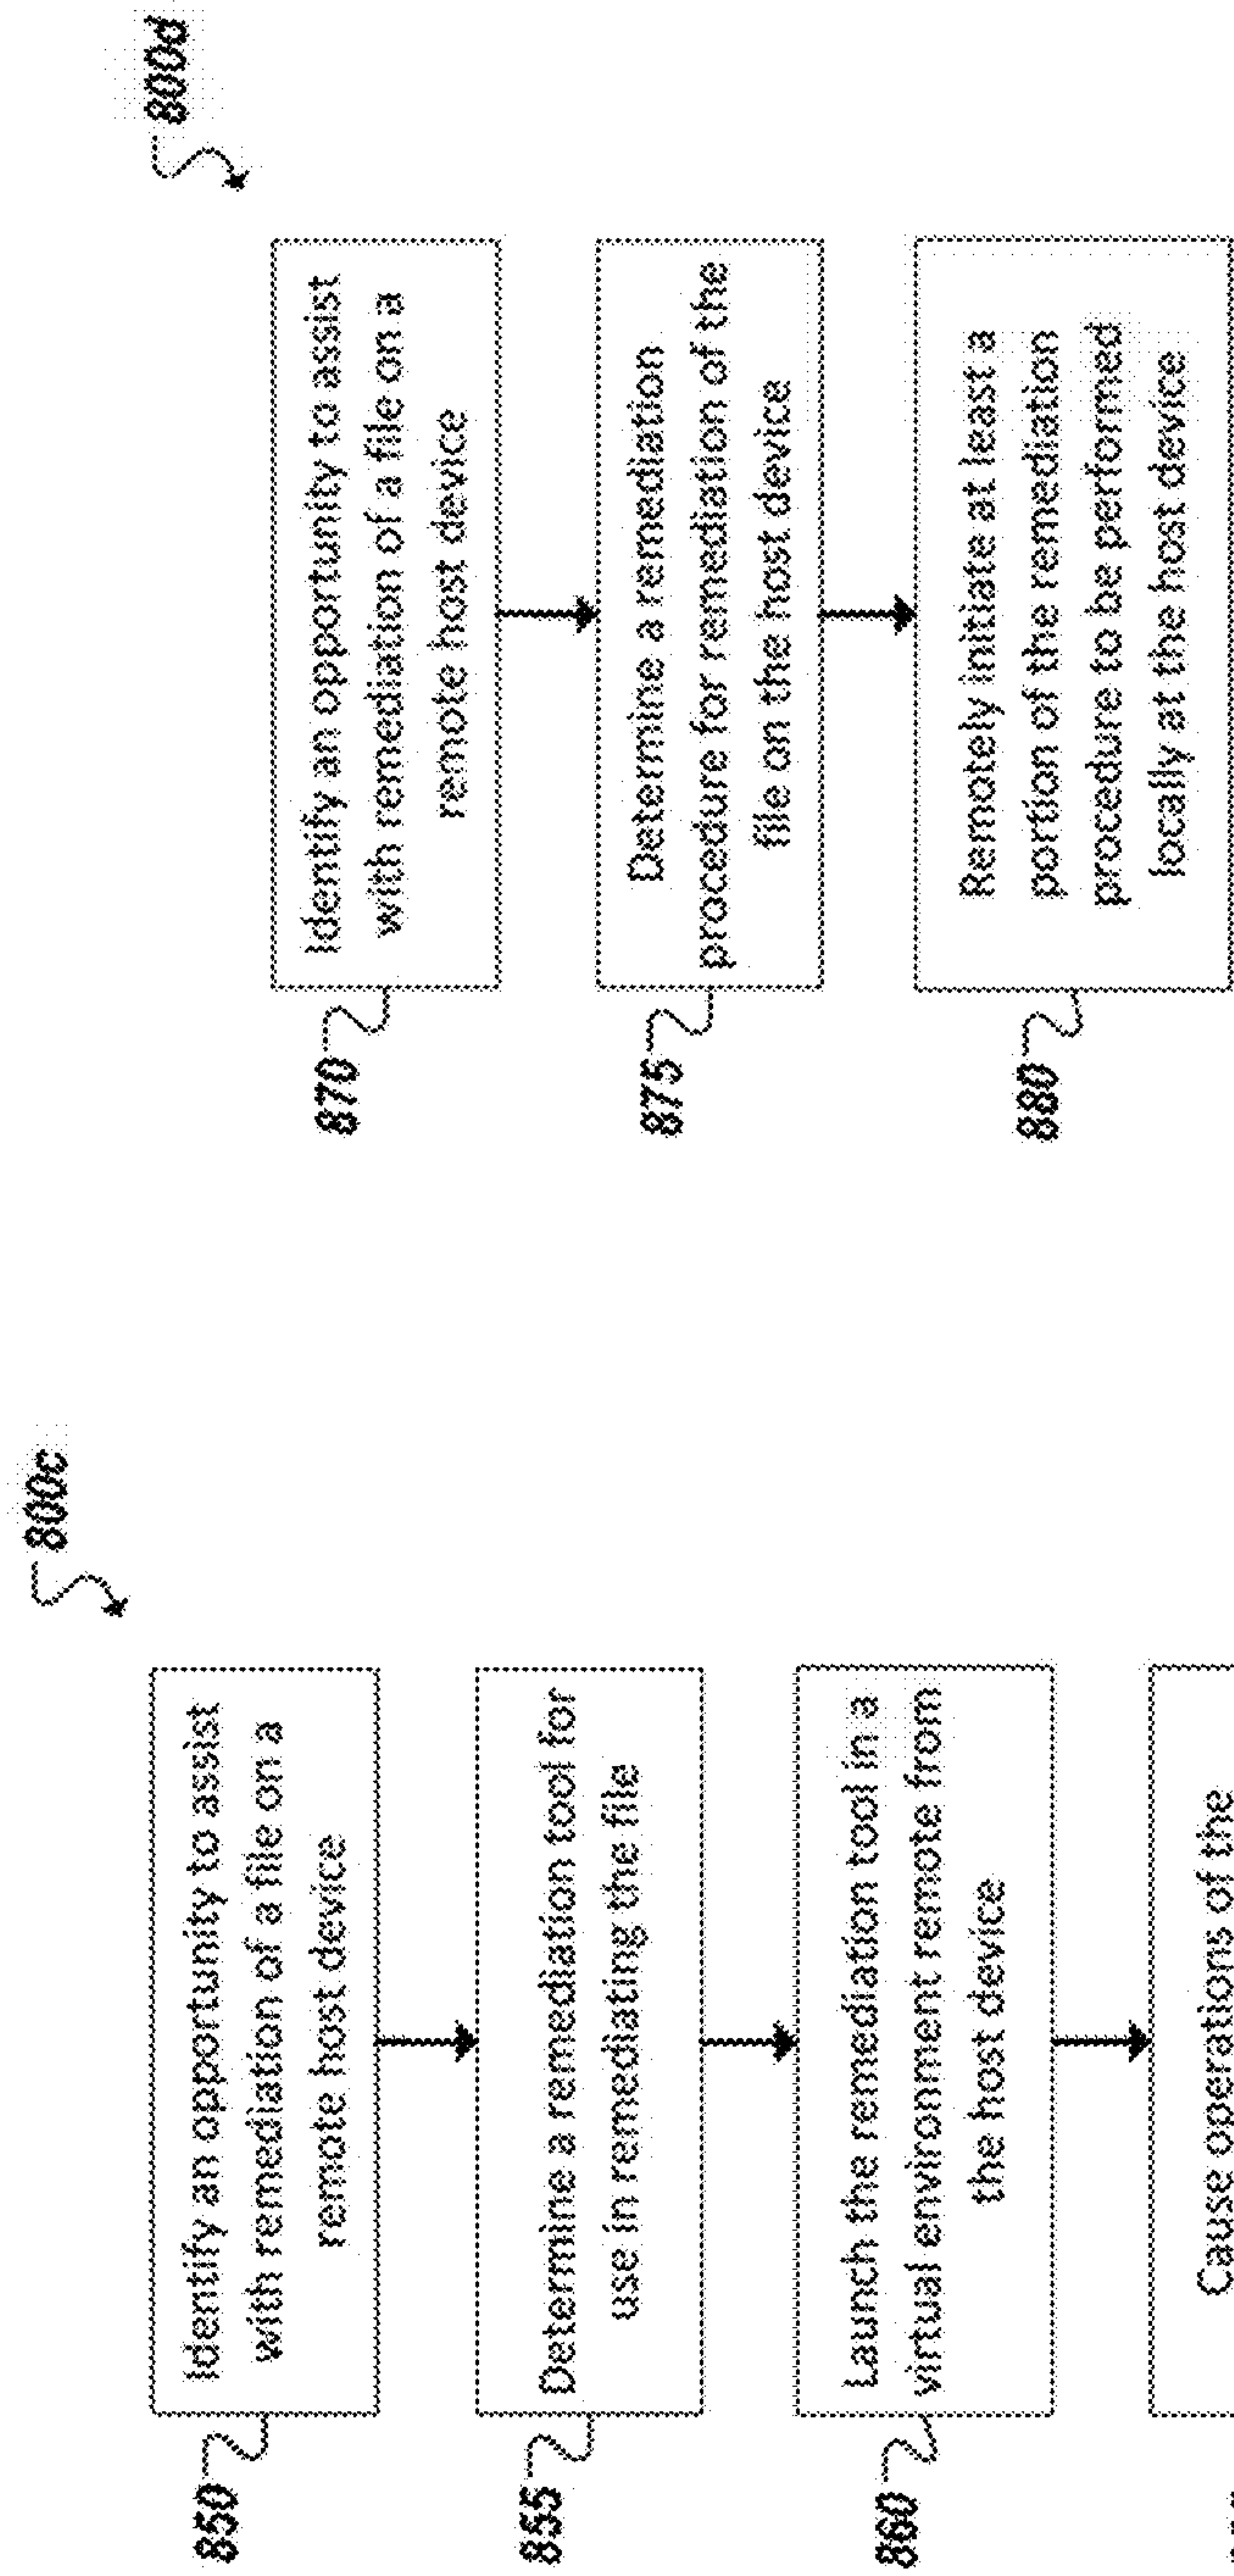 800c
850
Identify an opportunity to assist
with remediation of a file on a
remote host device
855
Determine a remediation tool for
use in remediating the file
860
Launch the remediation tool in a
virtual environment remote from
the host device
Cause operations of the
800d
870
Identify an opportunity to assist
with remediation of a file on a
remote host device
875
Determine a remediation
procedure for remediation of the
file on the host device
880
Remotely initiate at least a
portion of the remediation
procedure to be performed
locally at the host device